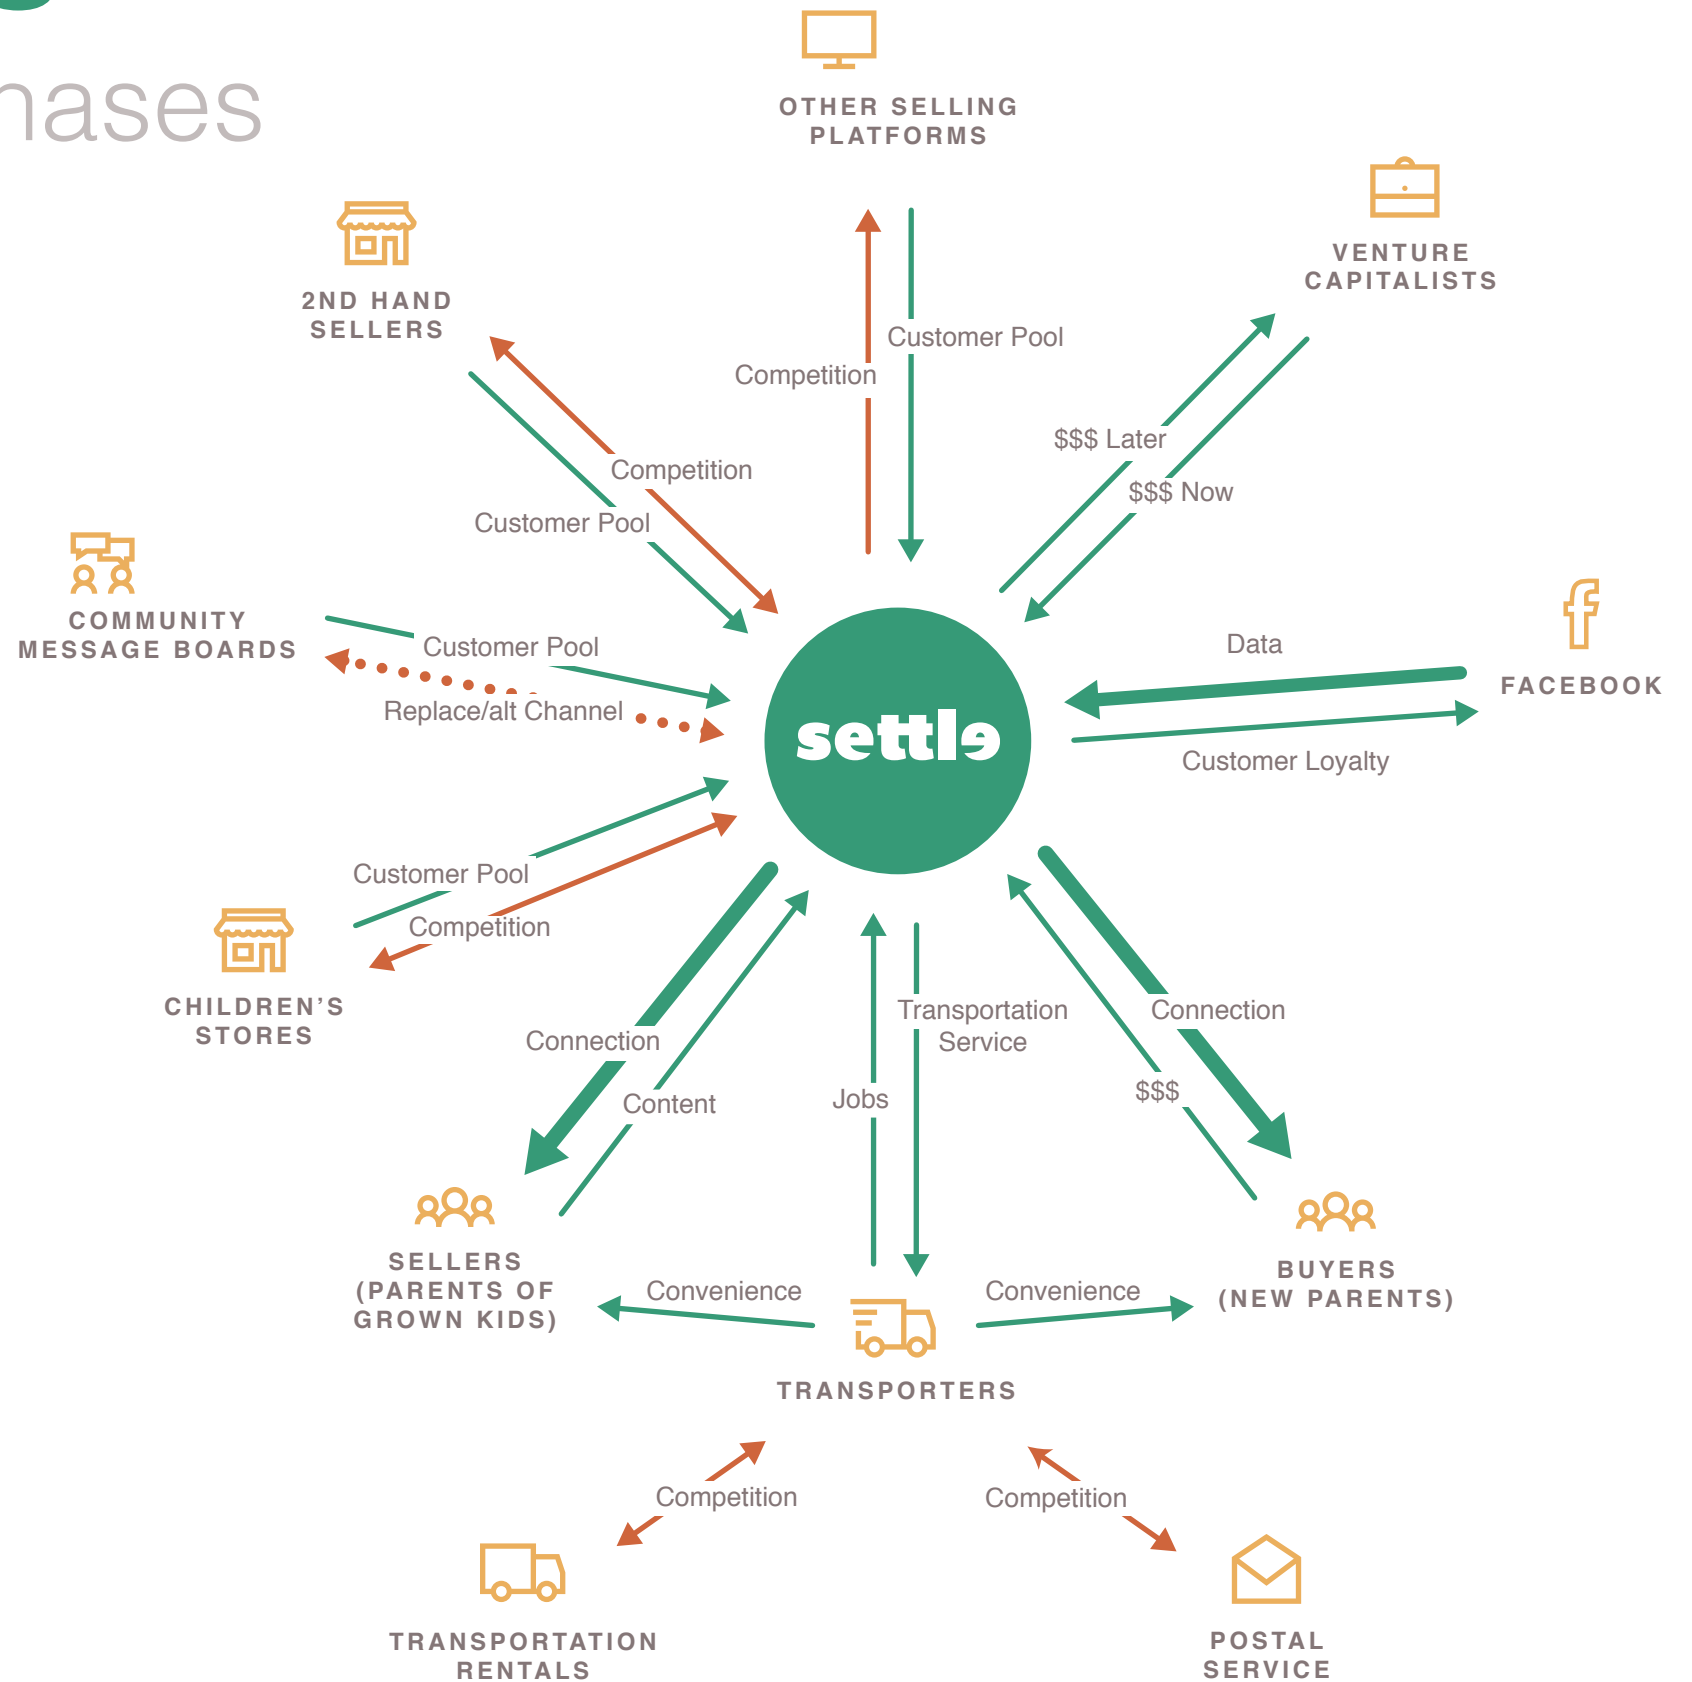 hases
OTHER SELLING
PLATFORMS
VENTURE
CAPITALISTS
2ND HAND
SELLERS
Customer Pool
Competition
$$$ Later
$$$ Now
Competition
Customer Pool
COMMUNITY
MESSAGE BOARDS
Customer Pool
Replace/alt Channel
Data
FACEBOOK
Customer Loyalty
settle
Customer Pool
Competition
CHILDREN'S
STORES
Connection
Content
Transportation
Service
Jobs
Connection
$$$
SELLERS
(PARENTS OF
GROWN KIDS)
Convenience
Convenience
BUYERS
(NEW PARENTS)
TRANSPORTERS
Competition
Competition
TRANSPORTATION
RENTALS
POSTAL
SERVICE